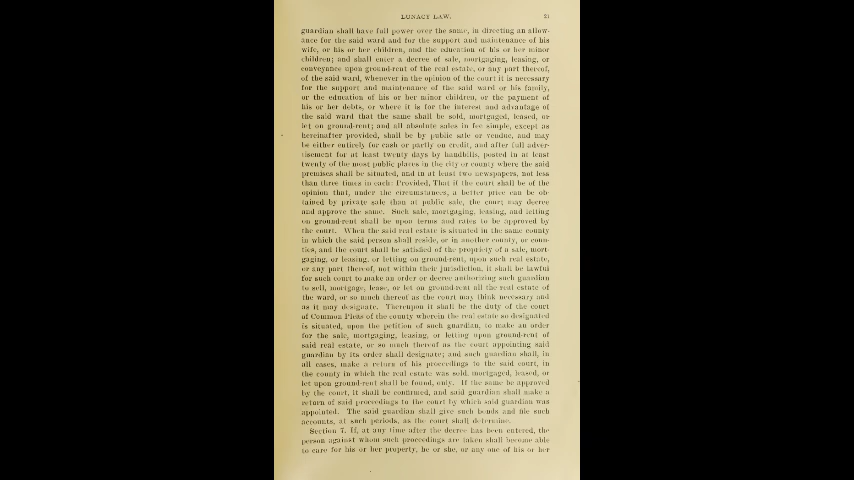 LUNACY LAW. 21
guardian shall have full power over the same, in directing an allow-
ance for the said ward and for the support and maintenance of his
wife, or his or her children, and the education of his or her minor
children; and shall enter a decree of sale, mortgaging, leasing, or
conveyance upon ground-rent of the real estate, or any part thereof,
of the said ward, whenever in the opinion of the court it is necessary
for the support and maintenance of the said ward or his family,
or the education of his or her minor children, or the payment of
his or her debts, or where it is for the interest and advantage of
the said ward that the same shall be sold, mortgaged, leased, or
let on ground-rent; and all absolute sales in fee simple, except as
hereinafter provided, shall be by public sale or vendue, and may
be either entirely for cash or partly on credit, and after full adver-
tisement for at least twenty days by handbills, posted in at least
twenty of the most public places in the city or county where the said
premises shall be situated, and in at least two newspapers, not less
than three times in each: Provided, That if the court shall be of the
opinion that, under the circumstances, a better price can be ob-
tained by private sale than at public sale, the court may decree
and approve the same. Such sale, mortgaging, leasing, and letting
on ground-rent shall be upon terms and rates to be approved by
the court. When the said real estate is situated in the same county
in which the said person shall reside, or in another county, or coun-
ties, and the court shall be satisfied of the propriety of a sale, mort-
gaging, or leasing, or letting on ground-rent, upon such real estate,
or any part thereof, not within their jurisdiction, it shall be lawful
for such court to make an order or decree authorizing such guardian
to sell, mortgage, lease, or let on ground-rent all the real estate of
the ward, or so much thereof as the court may think necessary and
as it may designate. Thereupon it shall be the duty of the court
of Common Pleas of the county wherein the real estate so designated
is situated, upon the petition of such guardian, to make an order
for the sale, mortgaging, leasing, or letting upon ground-rent of
said real estate, or so much thereof as the court appointing said
guardian by its order shall designate; and such guardian shall, in
all cases, make a return of his proceedings to the said court, in
the county in which the real estate was sold, mortgaged, leased, or
let upon ground-rent shall be found, only. If the same be approved
by the court, it shall be confirmed, and said guardian shall make a
return of said proceedings to the court by which said guardian was
appointed. The said guardian shall give such bonds and file such
accounts, at such periods, as the court shall determine.
Section 7. If, at any time after the decree has been entered, the
person against whom such proceedings are taken shall become able
to care for his or her property, he or she, or any one of his or her